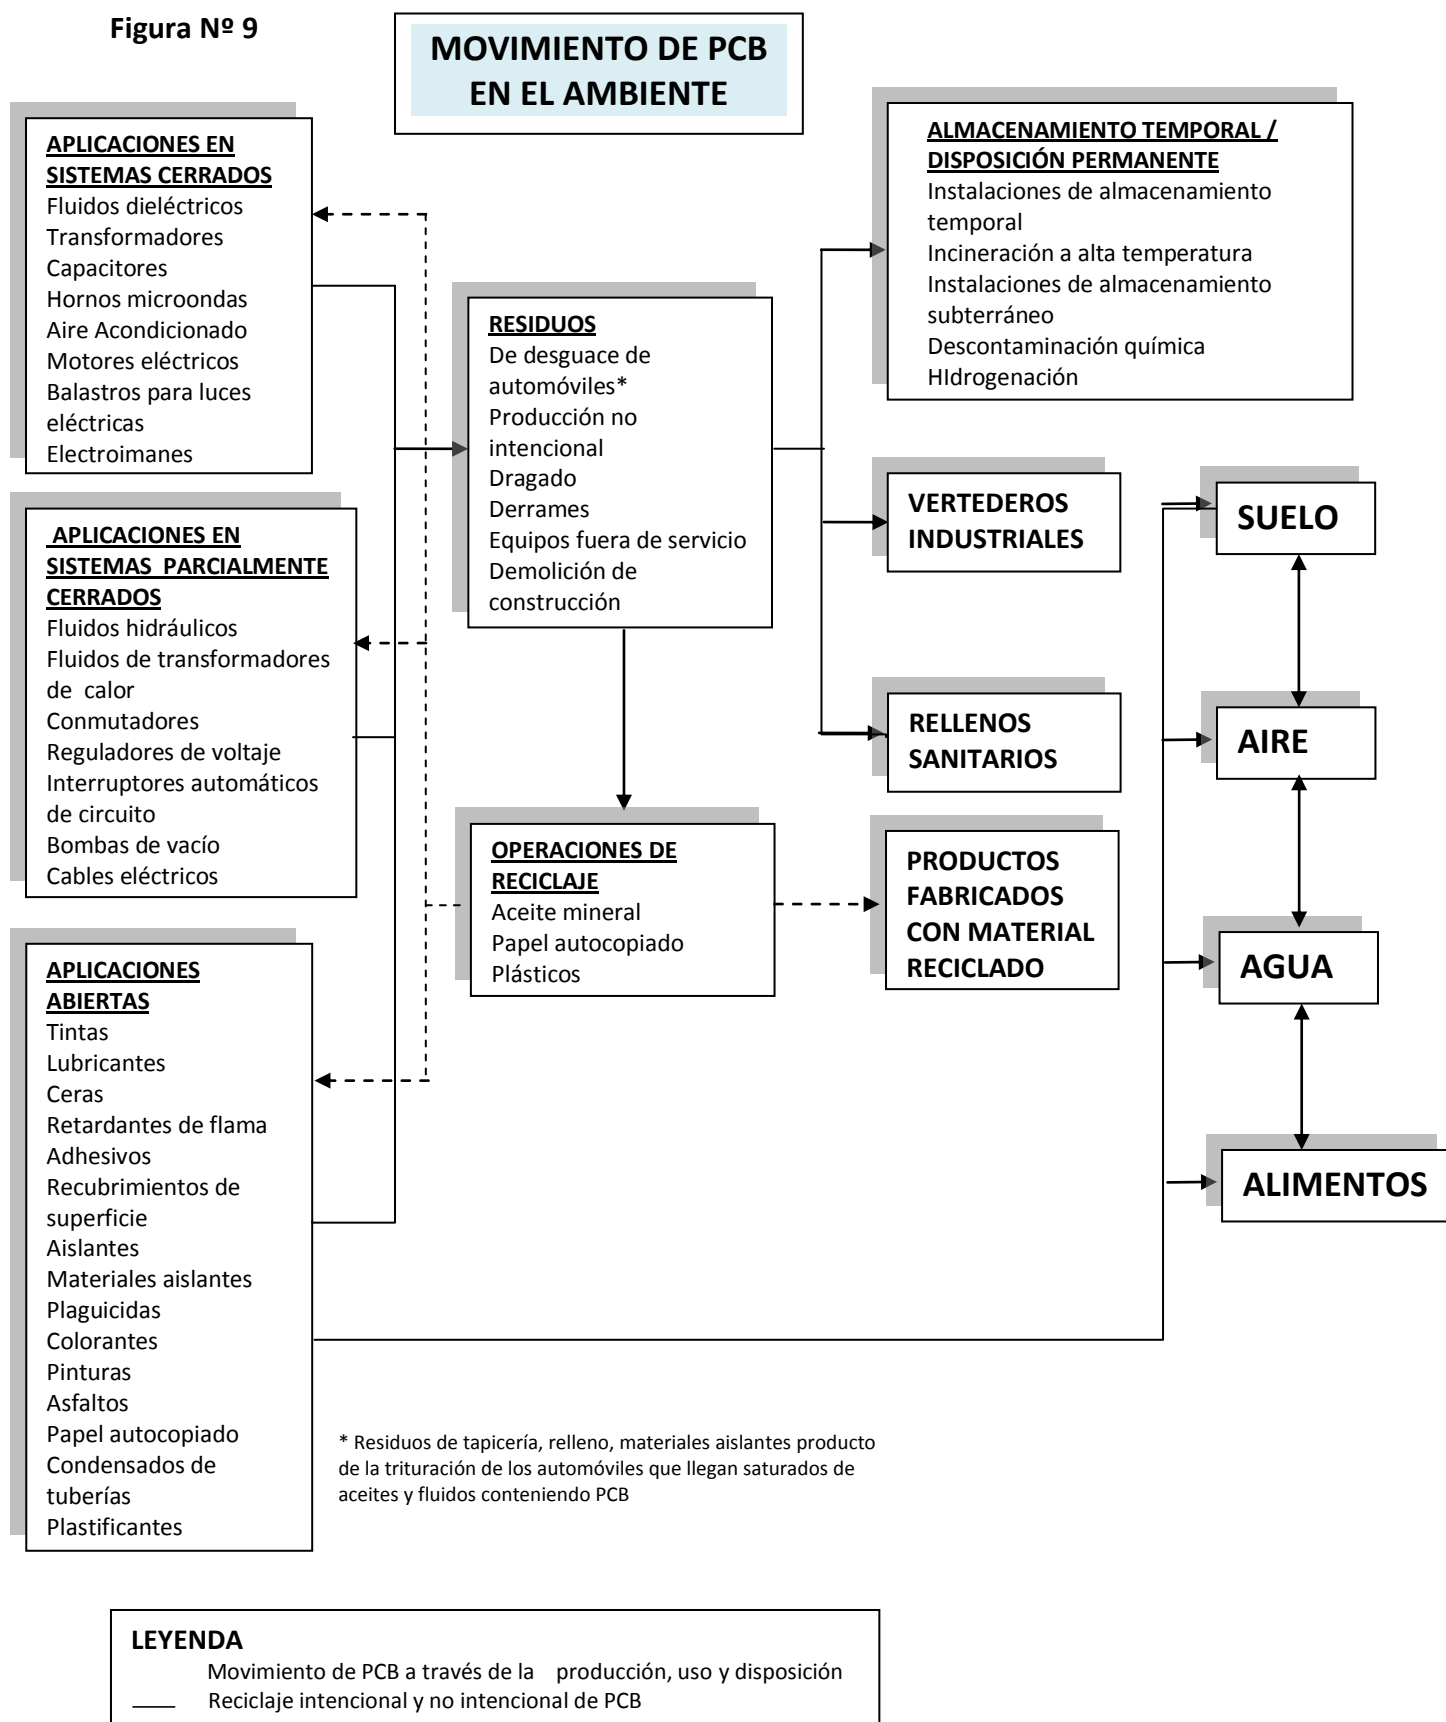 Figura Nº 9
MOVIMIENTO DE PCB
EN EL AMBIENTE
APLICACIONES EN
SISTEMAS CERRADOS
Fluidos dieléctricos
Transformadores
Capacitores
Hornos microondas
Aire Acondicionado
Motores eléctricos
Balastros para luces
eléctricas
Electroimanes
APLICACIONES EN
SISTEMAS PARCIALMENTE
CERRADOS
Fluidos hidráulicos
Fluidos de transformadores
de calor
Conmutadores
Reguladores de voltaje
Interruptores automáticos
de circuito
Bombas de vacío
Cables eléctricos
APLICACIONES
ABIERTAS
Tintas
Lubricantes
Ceras
Retardantes de flama
Adhesivos
Recubrimientos de
superficie
Aislantes
Materiales aislantes
Plaguicidas
Colorantes
Pinturas
Asfaltos
Papel autocopiado
Condensados de
tuberías
Plastificantes
RESIDUOS
De desguace de
automóviles*
Producción no
intencional
Dragado
Derrames
Equipos fuera de servicio
Demolición de
construcción
OPERACIONES DE
RECICLAJE
Aceite mineral
Papel autocopiado
Plásticos
ALMACENAMIENTO TEMPORAL /
DISPOSICIÓN PERMANENTE
Instalaciones de almacenamiento
temporal
Incineración a alta temperatura
Instalaciones de almacenamiento
subterráneo
Descontaminación química
HIdrogenación
VERTEDEROS
INDUSTRIALES
RELLENOS
SANITARIOS
PRODUCTOS
FABRICADOS
CON MATERIAL
RECICLADO
SUELO
AIRE
AGUA
ALIMENTOS
* Residuos de tapicería, relleno, materiales aislantes producto
de la trituración de los automóviles que llegan saturados de
aceites y fluidos conteniendo PCB
LEYENDA
Movimiento de PCB a través de la producción, uso y disposición
Reciclaje intencional y no intencional de PCB